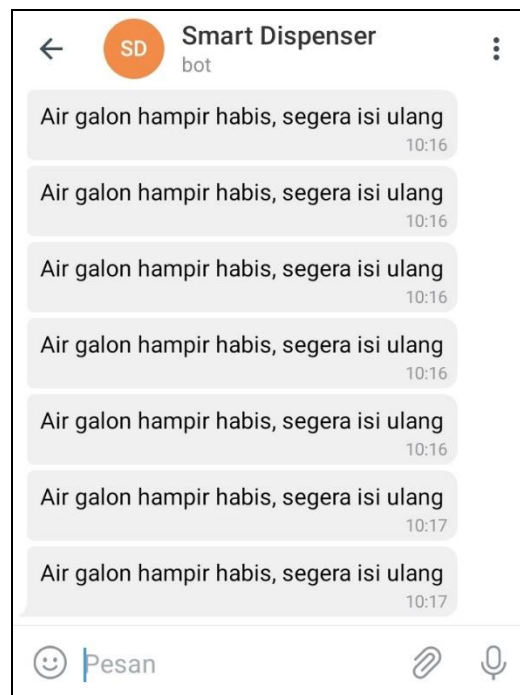 SD
Smart Dispenser
bot
Air galon hampir habis, segera isi ulang
10:16
Air galon hampir habis, segera isi ulang
10:16
Air galon hampir habis, segera isi ulang
10:16
Air galon hampir habis, segera isi ulang
10:16
Air galon hampir habis, segera isi ulang
10:16
Air galon hampir habis, segera isi ulang
10:17
Air galon hampir habis, segera isi ulang
10:17
Pesan